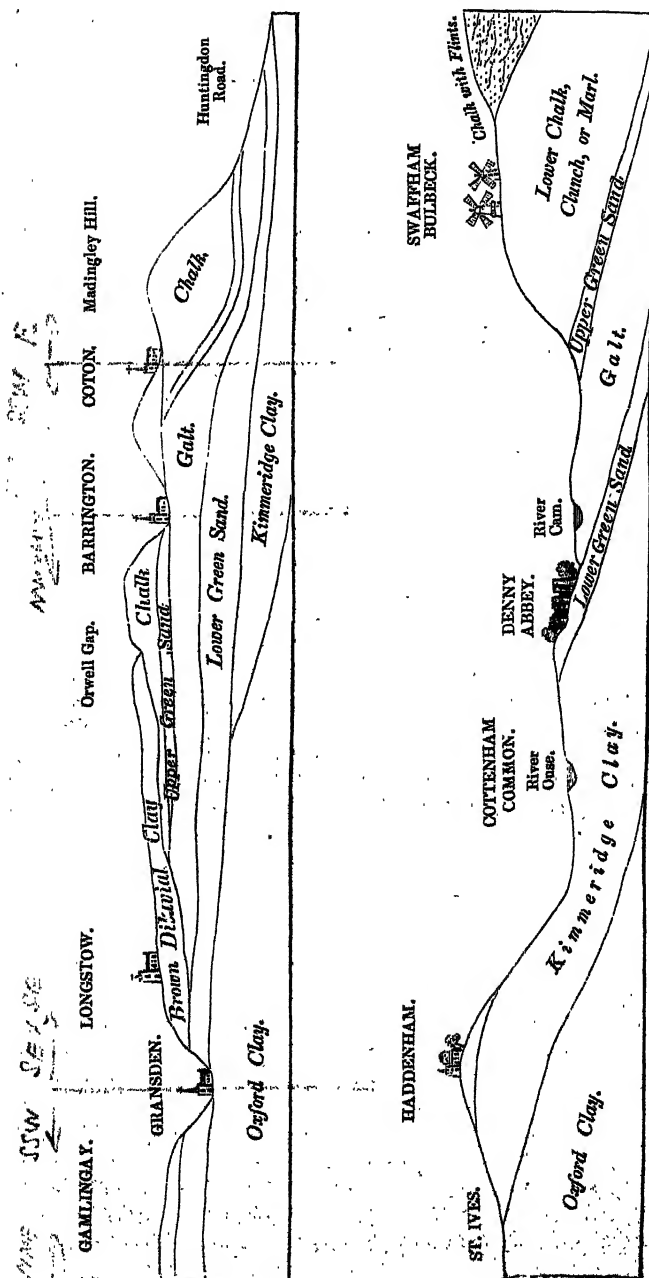 SSW
SE
GAMLINGAY.
GRANSDEN.
LONGSTOW.
Orwell Gap.
BARRINGTON.
COTON.
Madingley Hill.
Huntingdon
Road.
Brown Diluvial Clay
Upper Green Sand
Chalk
Chalk.
Galt.
Lower Green Sand.
Kimmeridge Clay.
Oxford Clay.
ST. IVES.
HADDENHAM.
COTTENHAM
COMMON.
River
Ouse.
DENNY
ABBEY.
River
Cam.
SWAFFHAM
BULBECK.
Chalk with Flints.
Lower Chalk,
Clunch, or Marl.
Upper Green Sand
Galt.
Lower Green Sand
Kimmeridge Clay.
Oxford Clay.